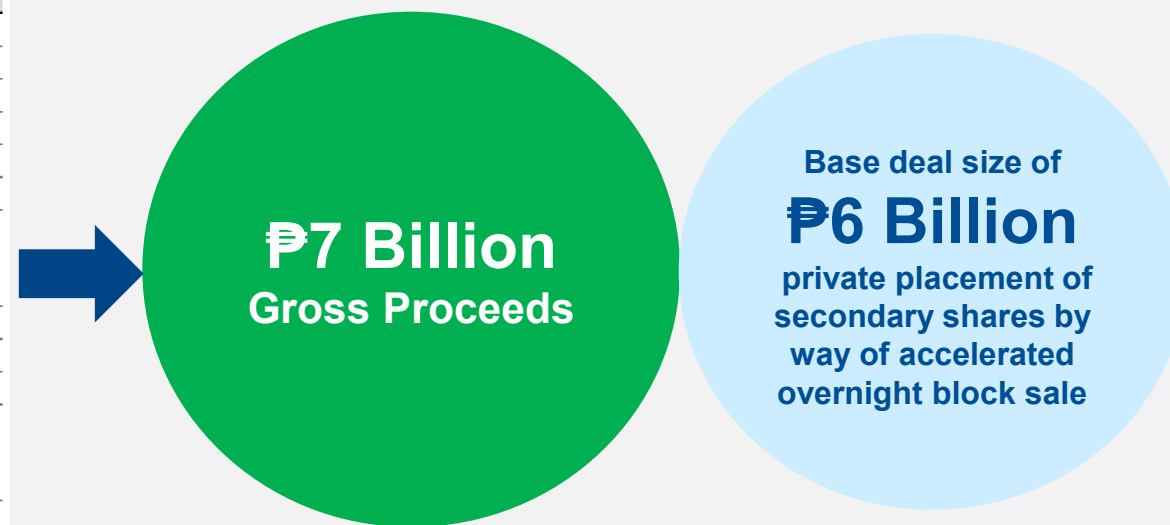 ₱7 Billion
Gross Proceeds
Base deal size of
₱6 Billion
private placement of
secondary shares by
way of accelerated
overnight block sale